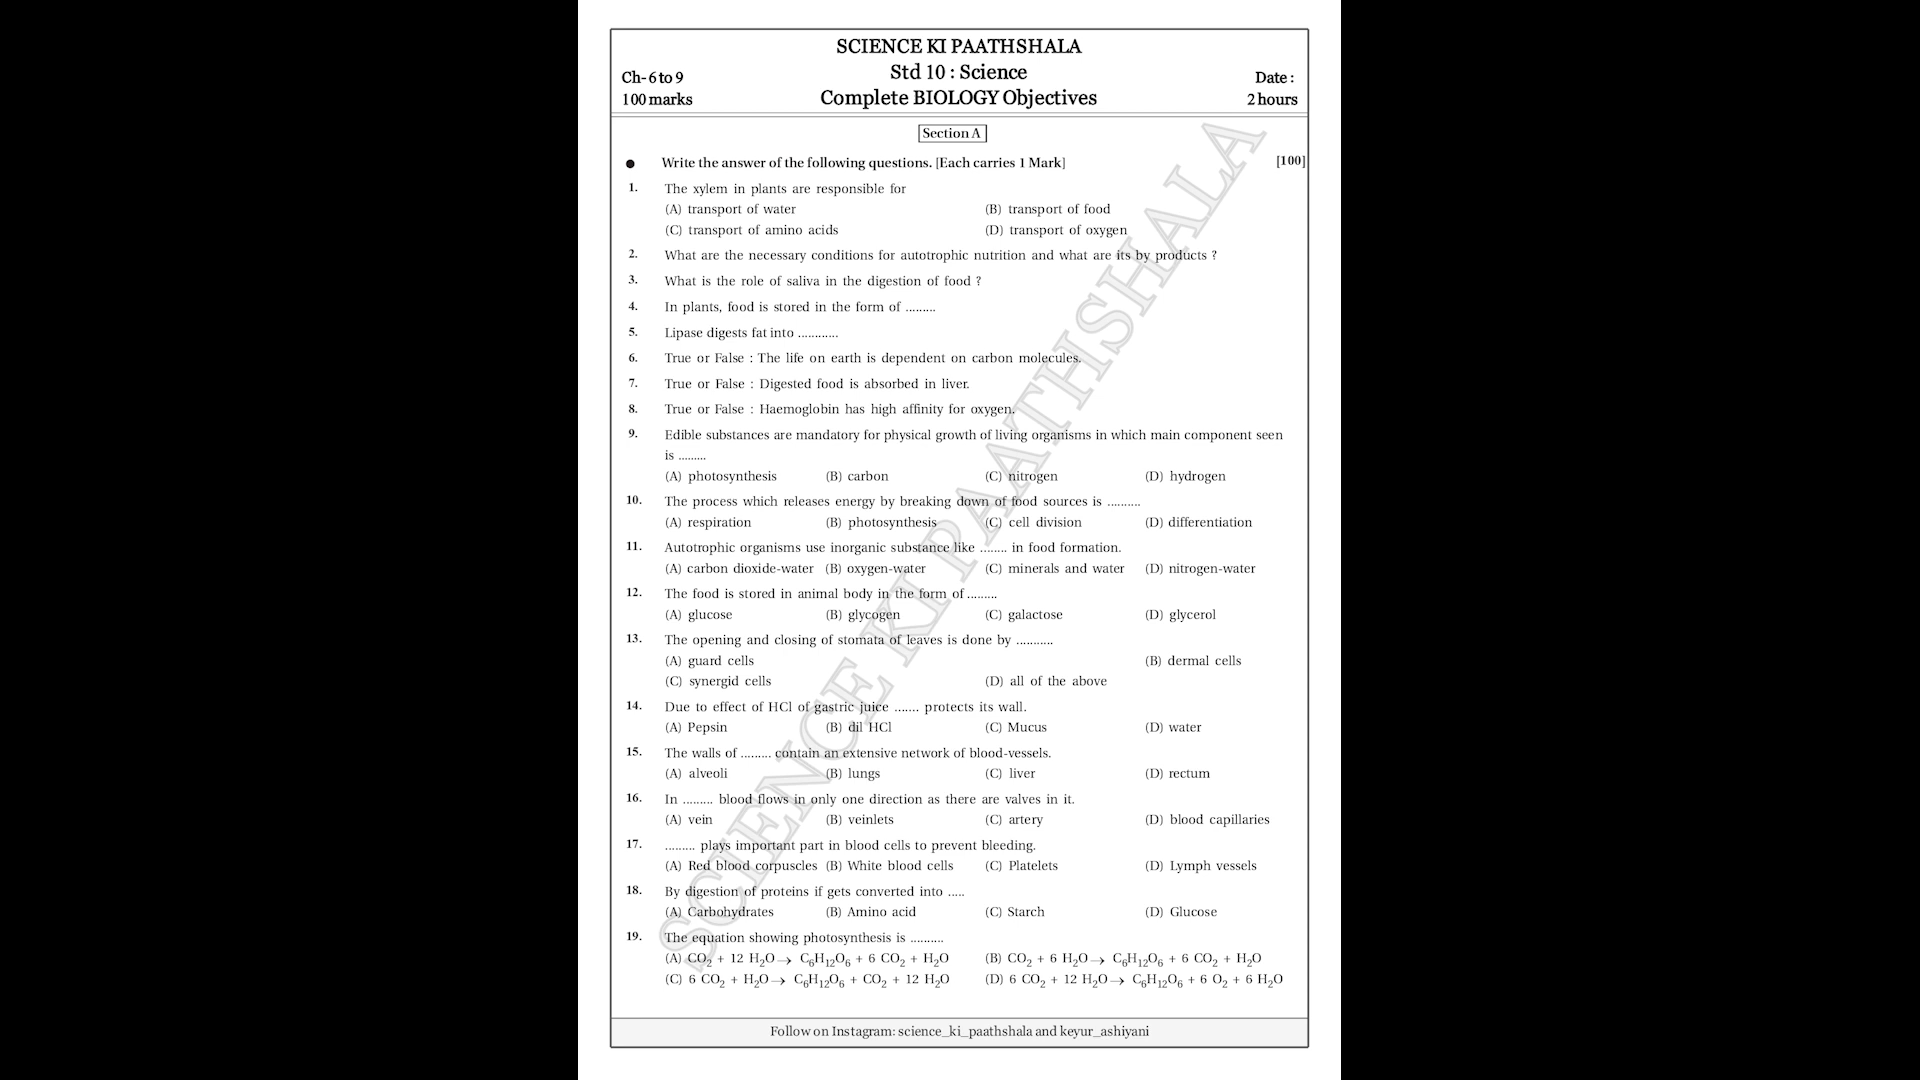 SCIENCE KI PAATHSHALA
Ch- 6 to 9 Std 10 : Science Date :
100 marks Complete BIOLOGY Objectives 2 hours
Section A
● Write the answer of the following questions. [Each carries 1 Mark] [100]
1. The xylem in plants are responsible for
(A) transport of water (B) transport of food
(C) transport of amino acids (D) transport of oxygen
2. What are the necessary conditions for autotrophic nutrition and what are its by products ?
3. What is the role of saliva in the digestion of food ?
4. In plants, food is stored in the form of .........
5. Lipase digests fat into ............
6. True or False : The life on earth is dependent on carbon molecules.
7. True or False : Digested food is absorbed in liver.
8. True or False : Haemoglobin has high affinity for oxygen.
9. Edible substances are mandatory for physical growth of living organisms in which main component seen
is .........
(A) photosynthesis (B) carbon (C) nitrogen (D) hydrogen
10. The process which releases energy by breaking down of food sources is ..........
(A) respiration (B) photosynthesis (C) cell division (D) differentiation
11. Autotrophic organisms use inorganic substance like ........ in food formation.
(A) carbon dioxide-water (B) oxygen-water (C) minerals and water (D) nitrogen-water
12. The food is stored in animal body in the form of .........
(A) glucose (B) glycogen (C) galactose (D) glycerol
13. The opening and closing of stomata of leaves is done by ...........
(A) guard cells (B) dermal cells
(C) synergid cells (D) all of the above
14. Due to effect of HCl of gastric juice ....... protects its wall.
(A) Pepsin (B) dil HCl (C) Mucus (D) water
15. The walls of ......... contain an extensive network of blood-vessels.
(A) alveoli (B) lungs (C) liver (D) rectum
16. In ......... blood flows in only one direction as there are valves in it.
(A) vein (B) veinlets (C) artery (D) blood capillaries
17. ......... plays important part in blood cells to prevent bleeding.
(A) Red blood corpuscles (B) White blood cells (C) Platelets (D) Lymph vessels
18. By digestion of proteins if gets converted into .....
(A) Carbohydrates (B) Amino acid (C) Starch (D) Glucose
19. The equation showing photosynthesis is ..........
(A) CO₂ + 12 H₂O → C₆H₁₂O₆ + 6 CO₂ + H₂O (B) CO₂ + 6 H₂O → C₆H₁₂O₆ + 6 CO₂ + H₂O
(C) 6 CO₂ + H₂O → C₆H₁₂O₆ + CO₂ + 12 H₂O (D) 6 CO₂ + 12 H₂O → C₆H₁₂O₆ + 6 O₂ + 6 H₂O
SCIENCE KI PAATHSHALA
Follow on Instagram: science_ki_paathshala and keyur_ashiyani